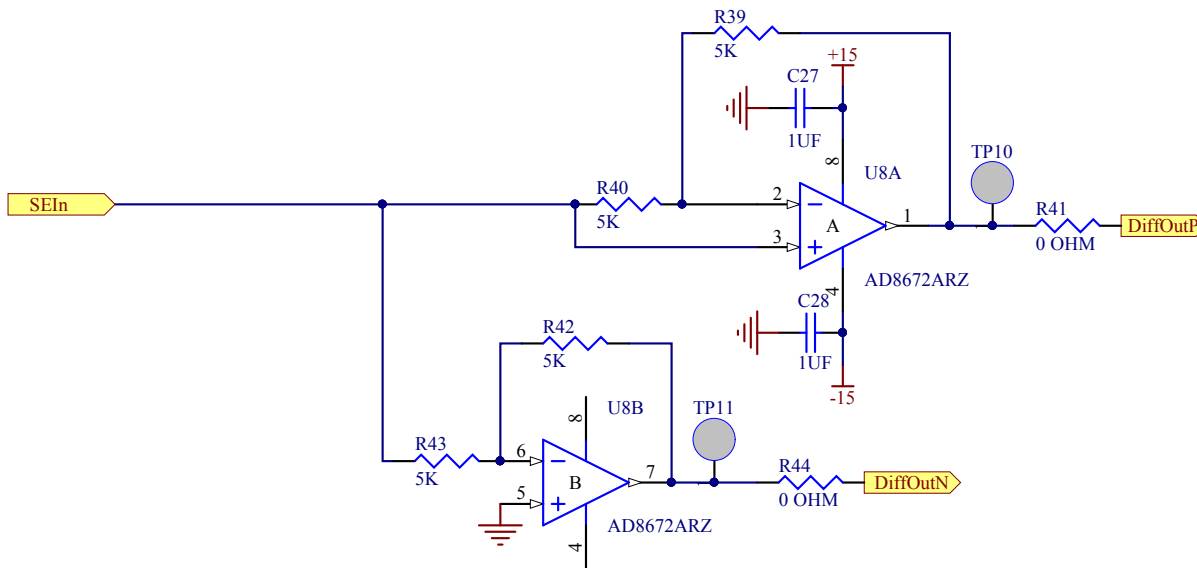 R39
5K
+15
C27
1UF
8
U8A
TP10
SEIn
R40
5K
2
3
A
1
R41
0 OHM
DiffOutP
4
AD8672ARZ
C28
1UF
-15
R42
5K
8
U8B
TP11
R43
5K
6
5
B
7
R44
0 OHM
DiffOutN
4
AD8672ARZ